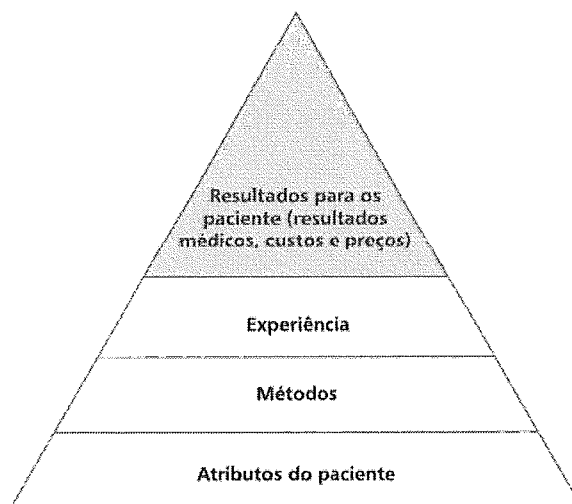 Resultados para os
paciente (resultados
médicos, custos e preços)
Experiência
Métodos
Atributos do paciente